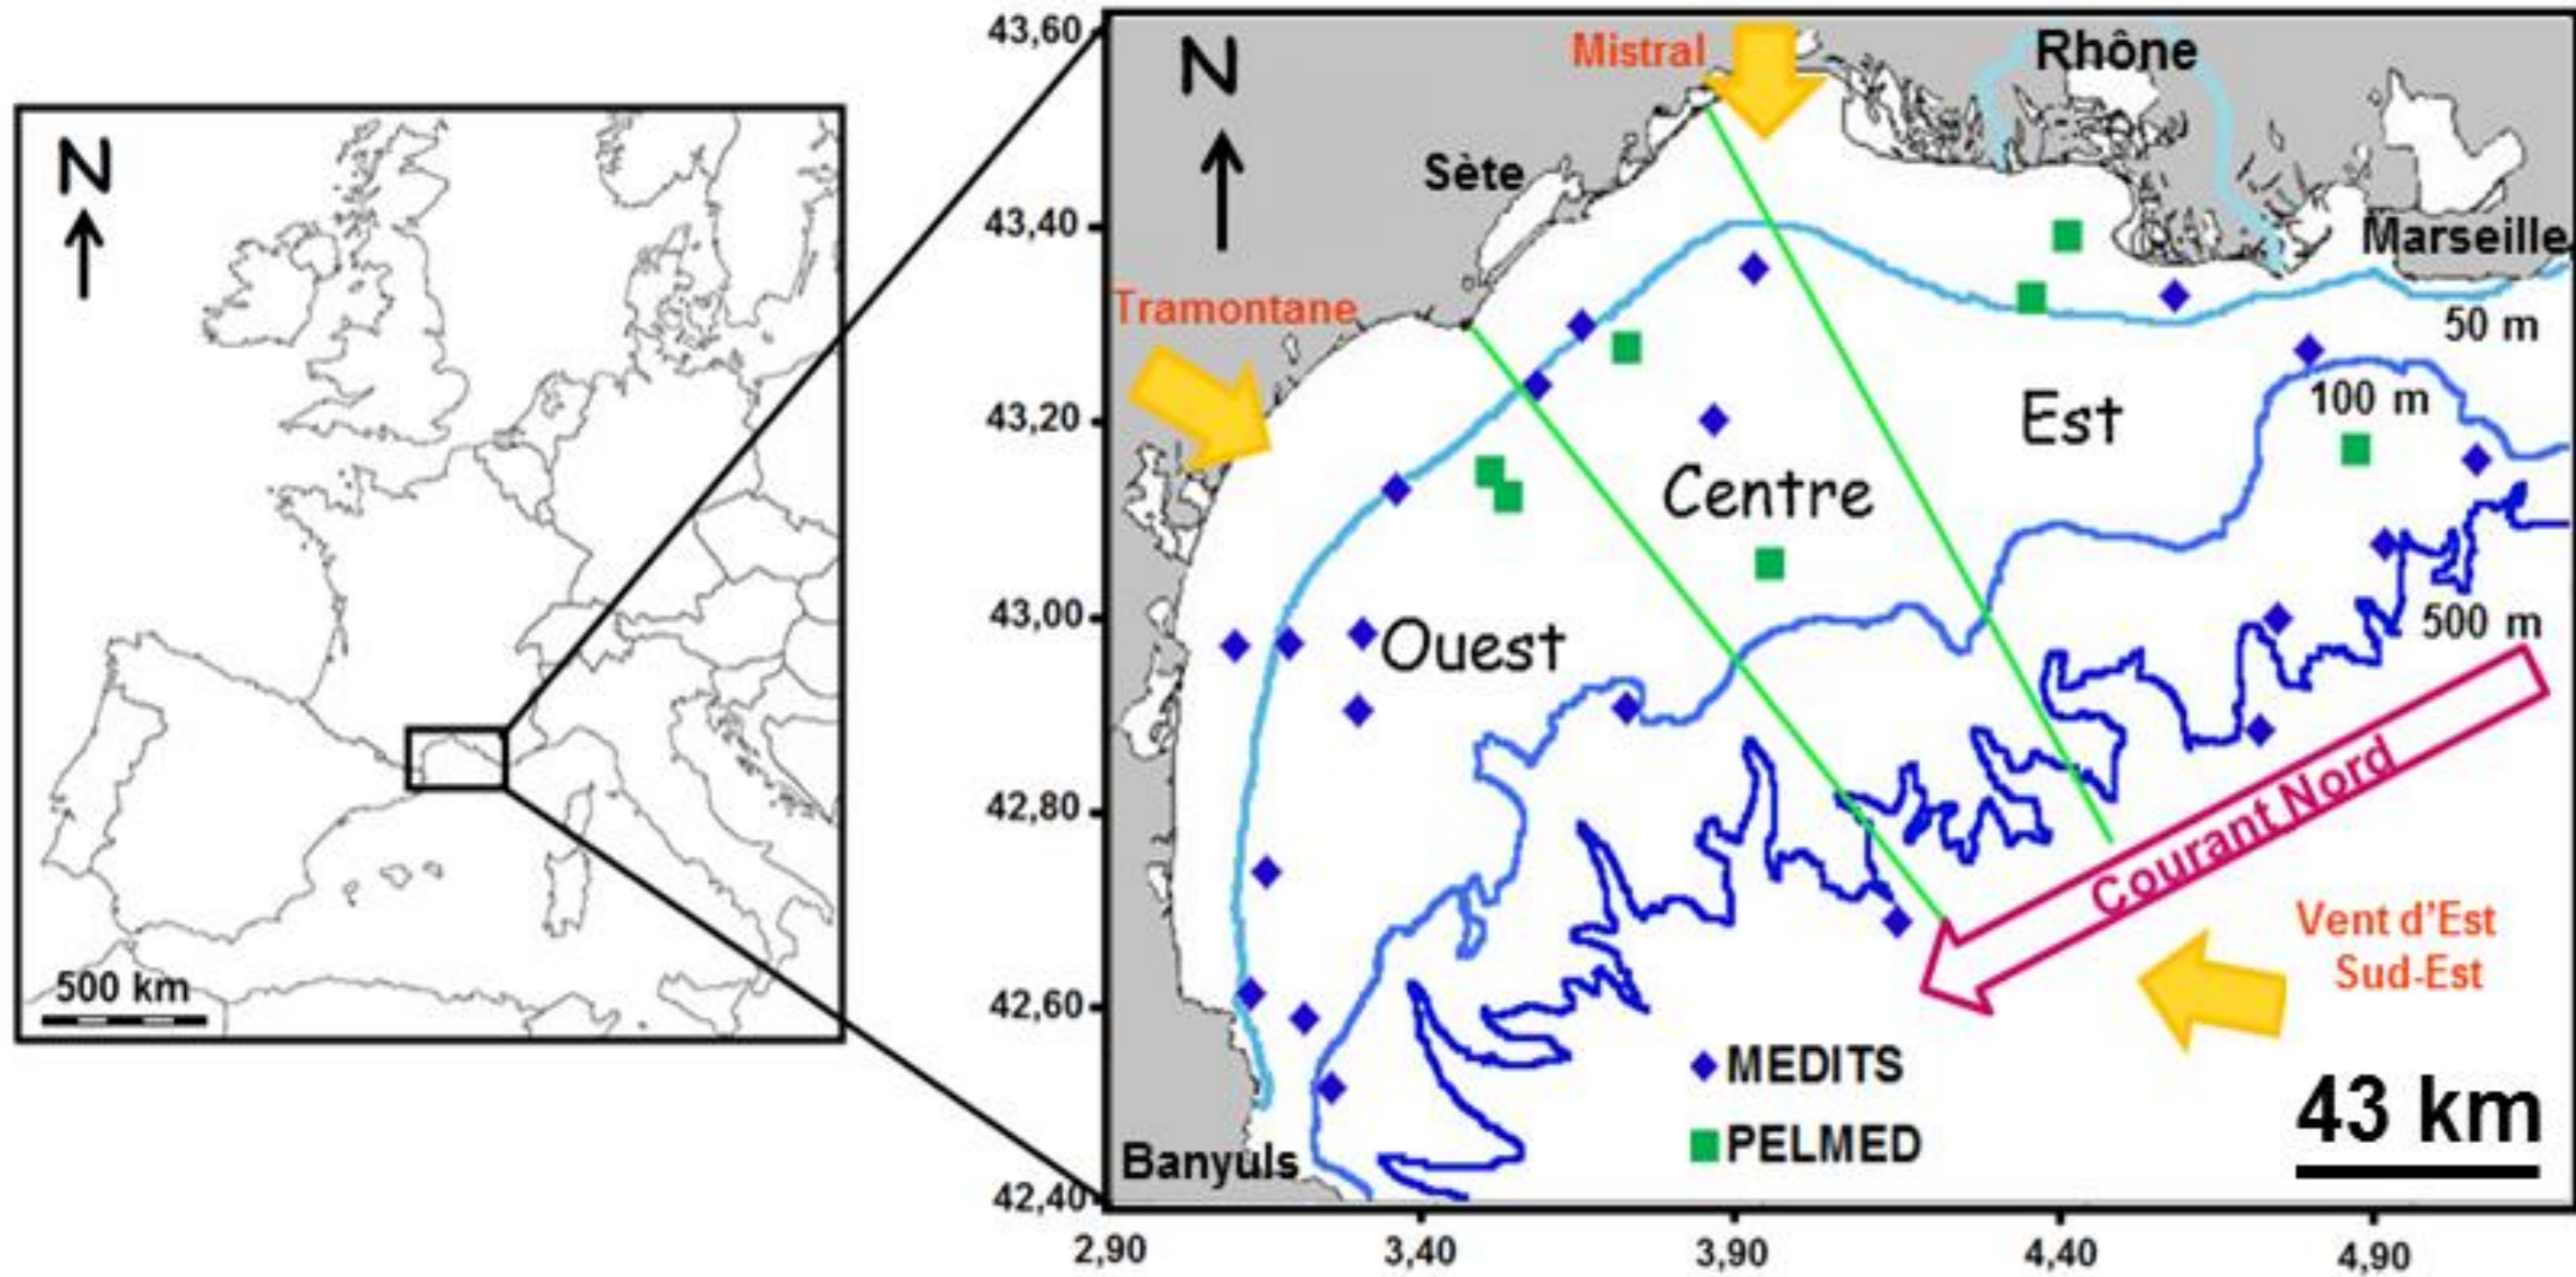 N
500 km
43,60
43,40
43,20
43,00
42,80
42,60
42,40
2,90
3,40
3,90
4,40
4,90
N
Mistral
Rhône
Sète
Marseille
Tramontane
50 m
100 m
Est
Centre
Ouest
500 m
Courant Nord
Vent d'Est
Sud-Est
MEDITS
PELMED
43 km
Banyuls